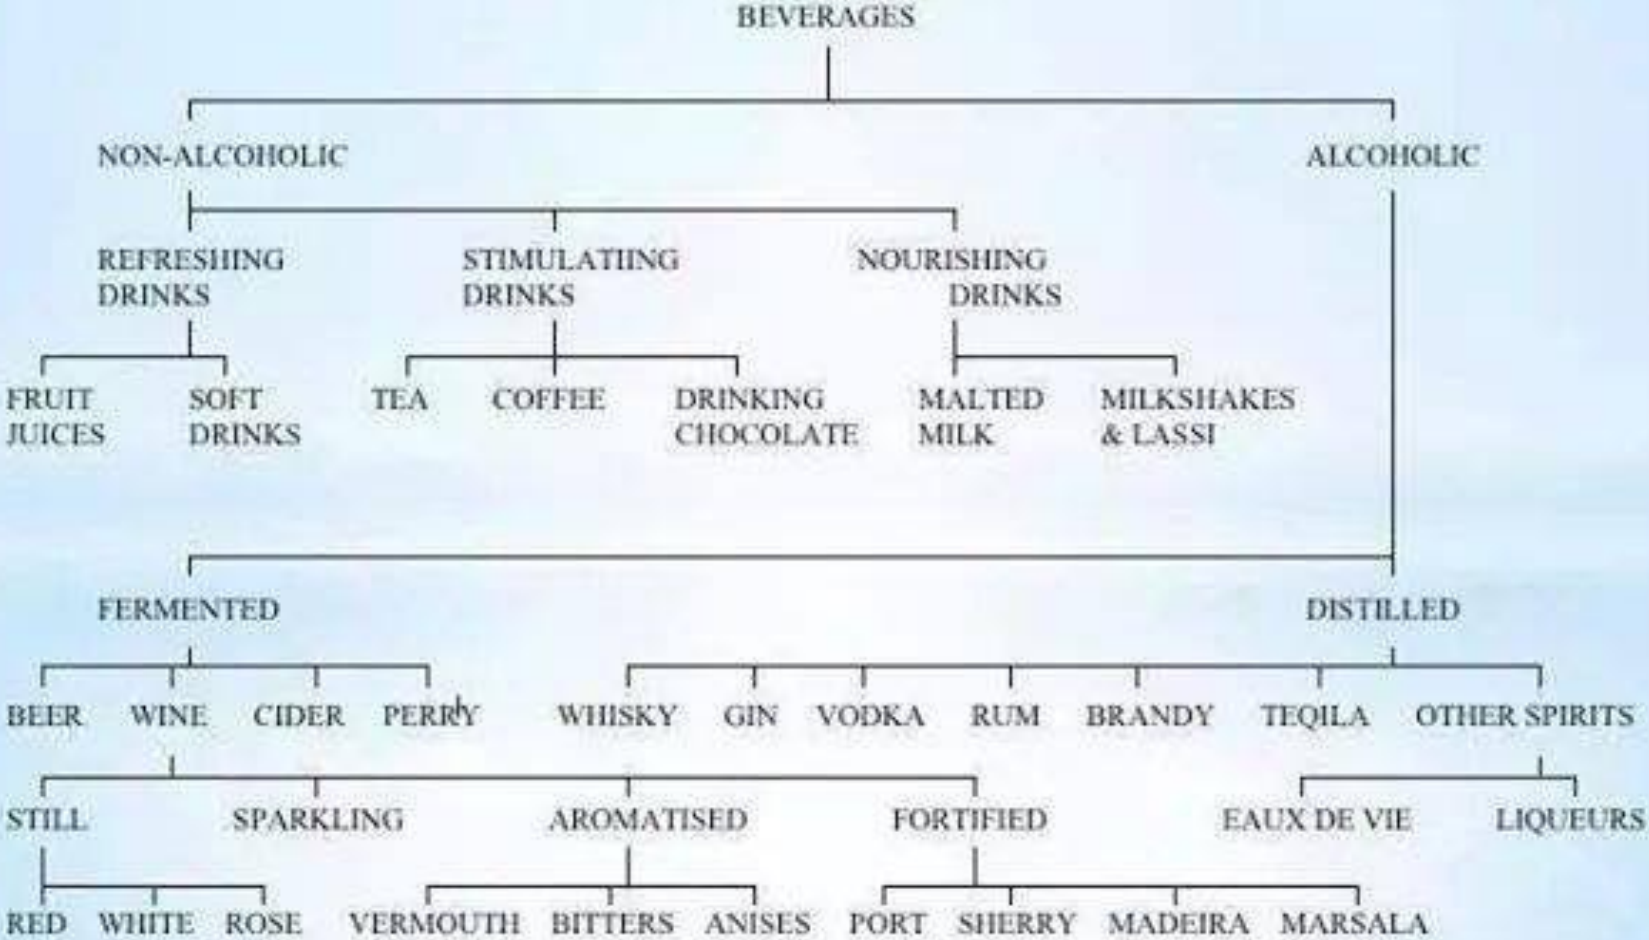 BEVERAGES
NON-ALCOHOLIC ALCOHOLIC
REFRESHING STIMULATIING NOURISHING
DRINKS DRINKS DRINKS
FRUIT SOFT TEA COFFEE DRINKING MALTED MILKSHAKES
JUICES DRINKS CHOCOLATE MILK & LASSI
FERMENTED DISTILLED
BEER WINE CIDER PERRY WHISKY GIN VODKA RUM BRANDY TEQILA OTHER SPIRITS
STILL SPARKLING AROMATISED FORTIFIED EAUX DE VIE LIQUEURS
RED WHITE ROSE VERMOUTH BITTERS ANISES PORT SHERRY MADEIRA MARSALA